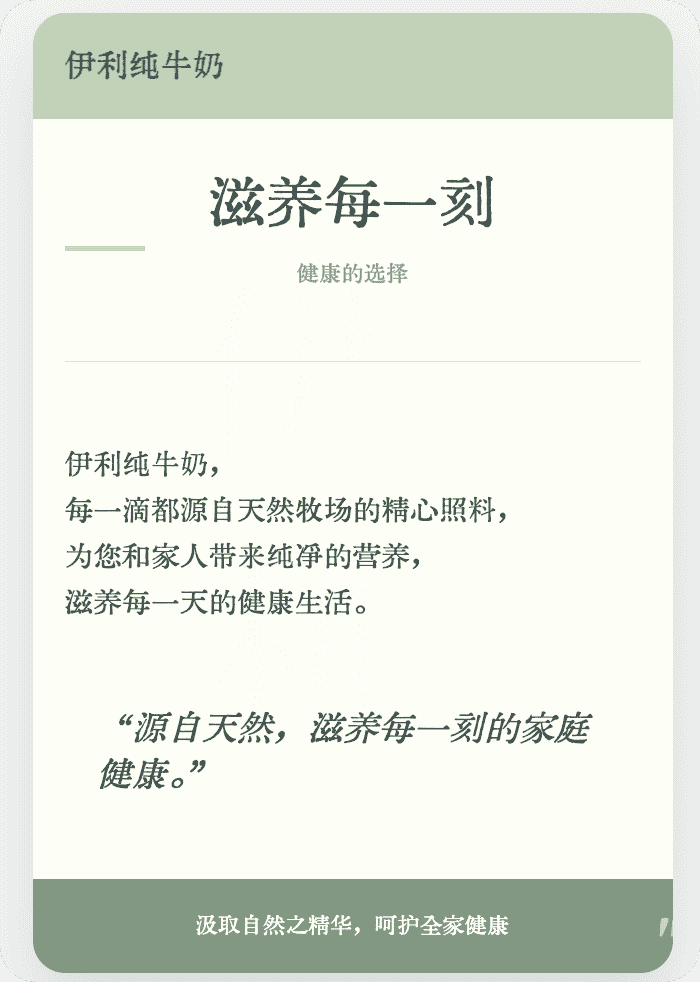 伊利纯牛奶
滋养每一刻
健康的选择
伊利纯牛奶，
每一滴都源自天然牧场的精心照料，
为您和家人带来纯净的营养，
滋养每一天的健康生活。
“源自天然，滋养每一刻的家庭
健康。”
汲取自然之精华，呵护全家健康
"